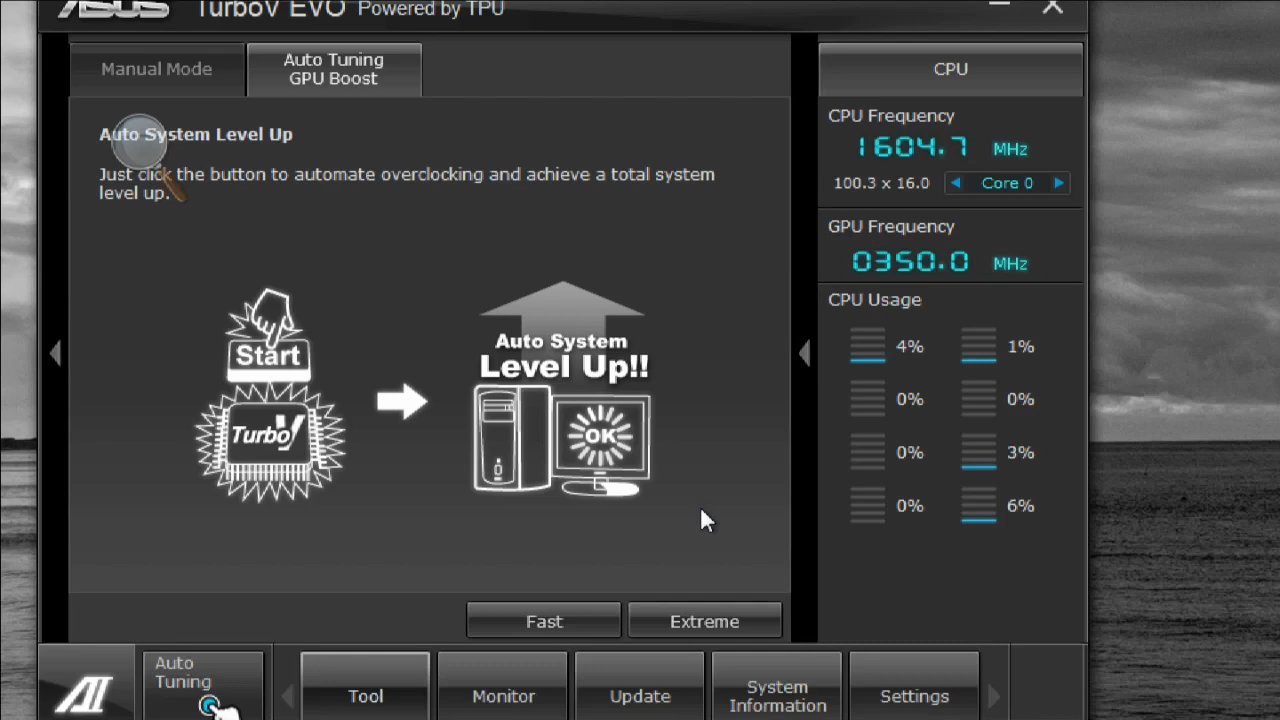 ASUS TurboV EVO Powered by TPU
Manual Mode
Auto Tuning
GPU Boost
Auto System Level Up
Just click the button to automate overclocking and achieve a total system
level up.
Start
Turbo
Auto System
Level Up!!
OK
Fast
Extreme
CPU
CPU Frequency
1604.7 MHz
100.3 x 16.0
Core 0
GPU Frequency
0350.0 MHz
CPU Usage
4% 1%
0% 0%
0% 3%
0% 6%
AI
Auto
Tuning
Tool
Monitor
Update
System
Information
Settings